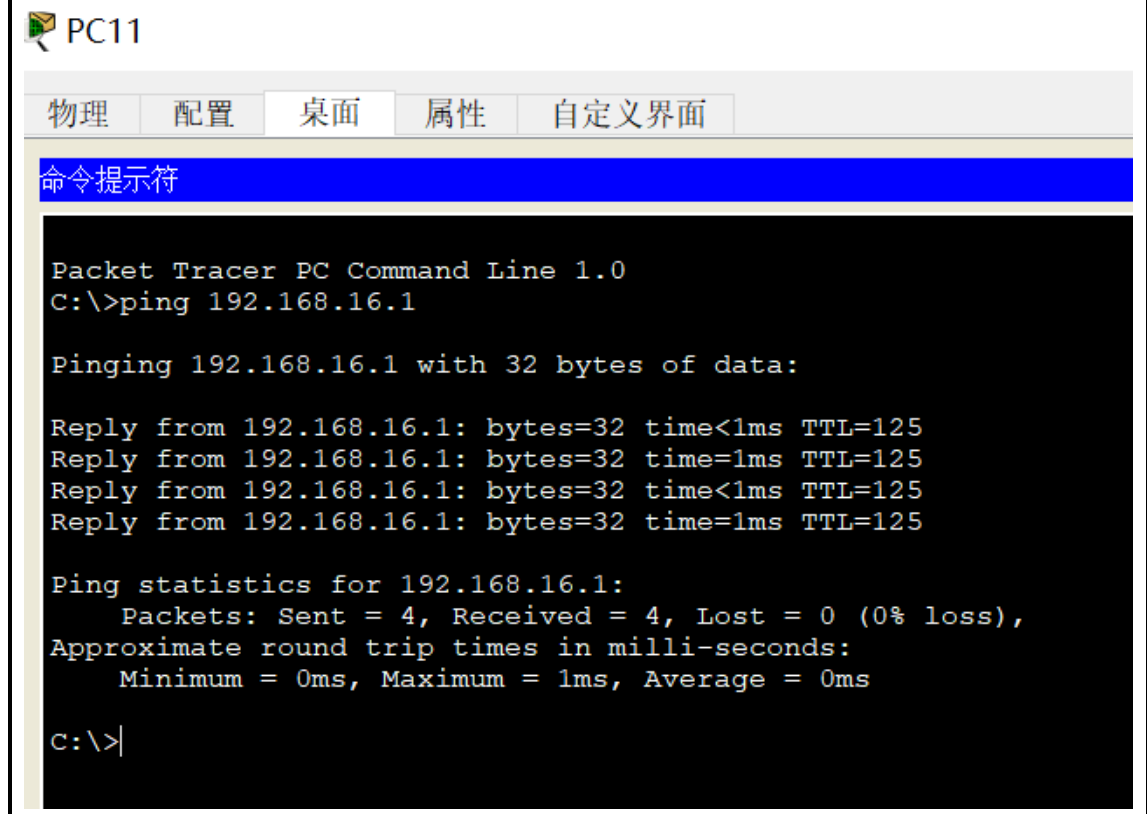 PC11
物理 配置 桌面 属性 自定义界面
命令提示符
Packet Tracer PC Command Line 1.0
C:\>ping 192.168.16.1
Pinging 192.168.16.1 with 32 bytes of data:
Reply from 192.168.16.1: bytes=32 time<1ms TTL=125
Reply from 192.168.16.1: bytes=32 time=1ms TTL=125
Reply from 192.168.16.1: bytes=32 time<1ms TTL=125
Reply from 192.168.16.1: bytes=32 time=1ms TTL=125
Ping statistics for 192.168.16.1:
Packets: Sent = 4, Received = 4, Lost = 0 (0% loss),
Approximate round trip times in milli-seconds:
Minimum = 0ms, Maximum = 1ms, Average = 0ms
C:\>